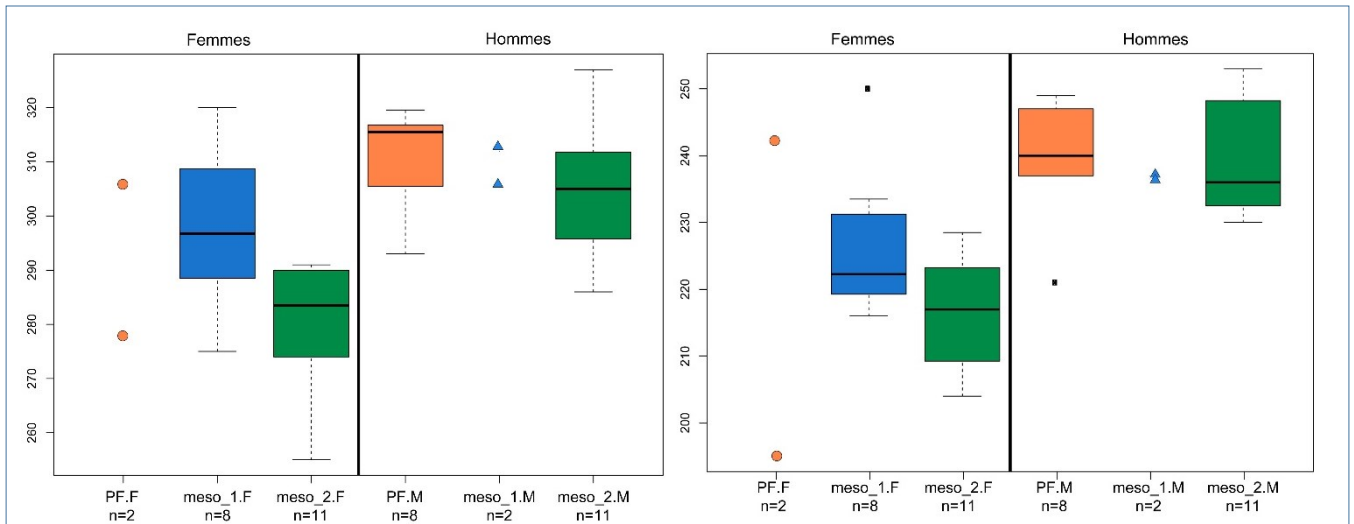 Femmes Hommes
320
310
300
290
280
270
260
PF.F meso_1.F meso_2.F PF.M meso_1.M meso_2.M
n=2 n=8 n=11 n=8 n=2 n=11
Femmes Hommes
250
240
230
220
210
200
PF.F meso_1.F meso_2.F PF.M meso_1.M meso_2.M
n=2 n=8 n=11 n=8 n=2 n=11